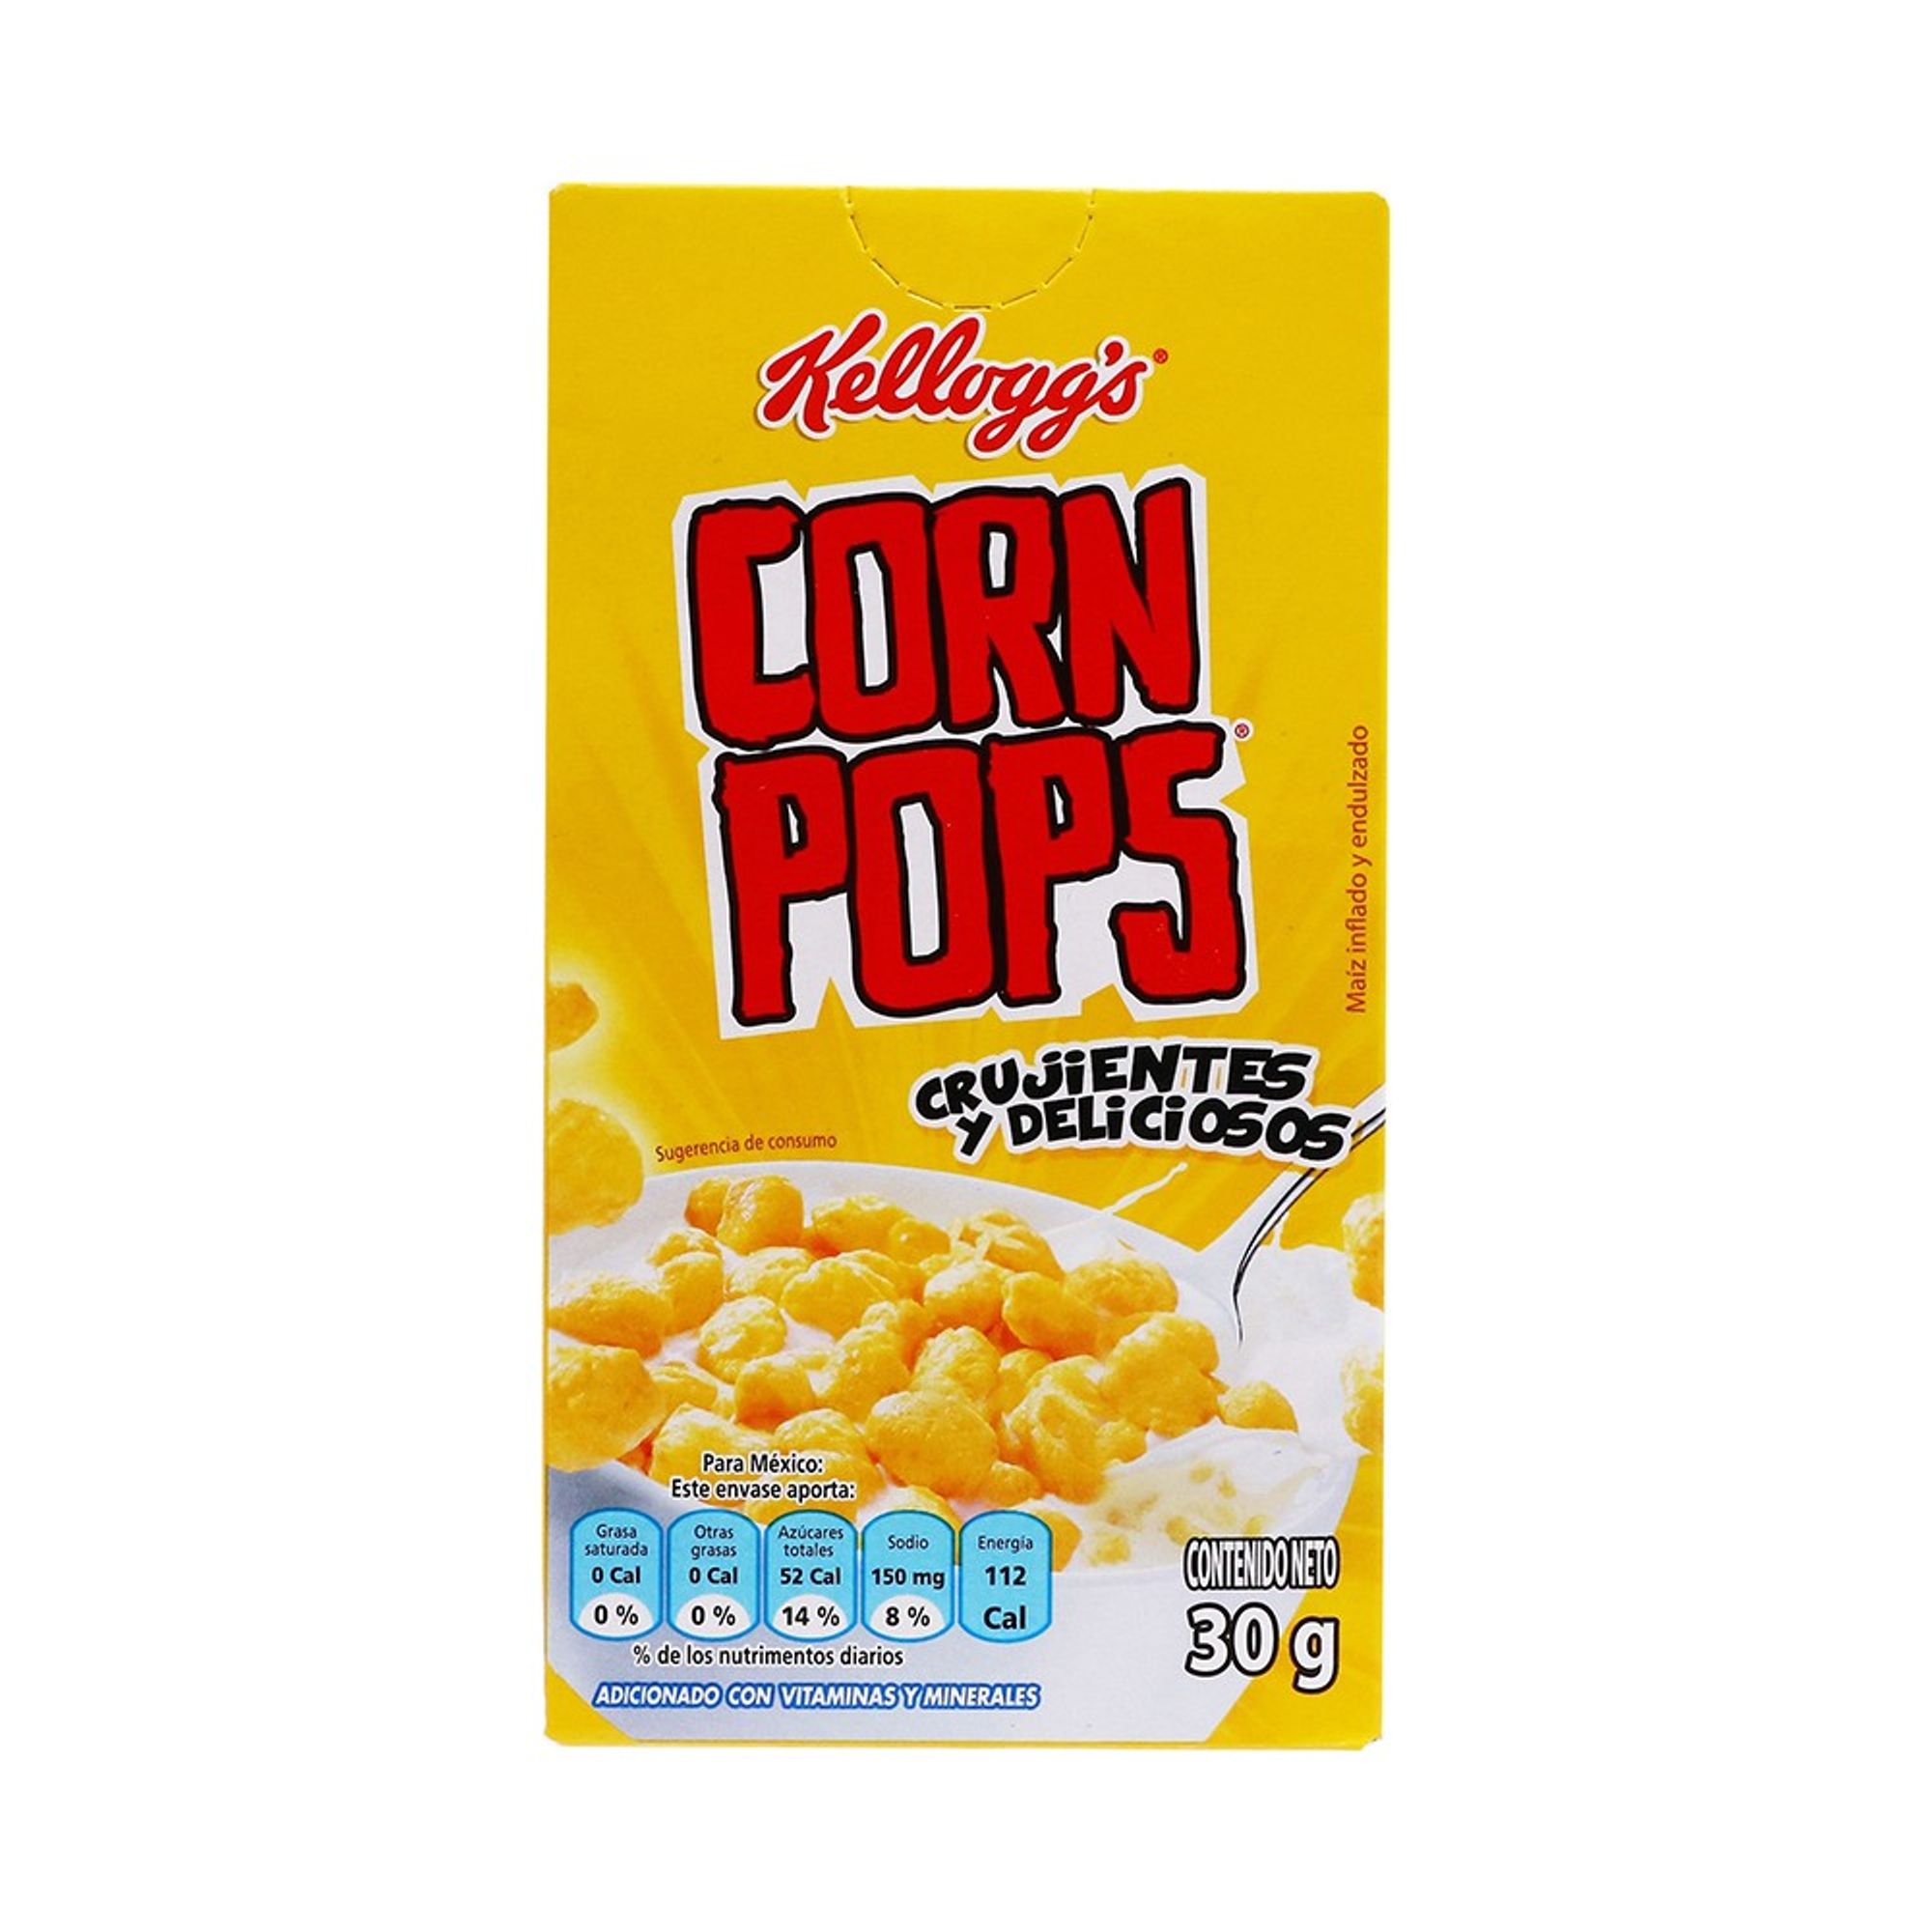 Kellogg's®
CORN
POPS®
Maíz inflado y endulzado
CRUJIENTES
Y DELICIOSOS
Sugerencia de consumo
Para México:
Este envase aporta:
Grasa saturada 0 Cal 0 %
Otras grasas 0 Cal 0 %
Azúcares totales 52 Cal 14 %
Sodio 150 mg 8 %
Energía 112 Cal
% de los nutrimentos diarios
ADICIONADO CON VITAMINAS Y MINERALES
CONTENIDO NETO
30 g